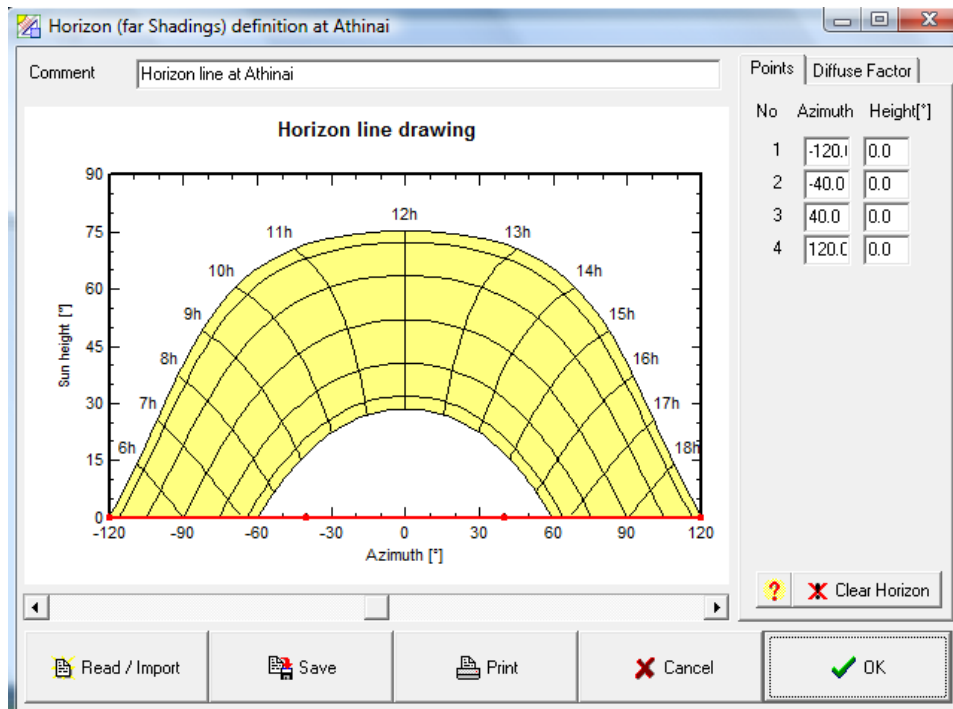 Horizon (far Shadings) definition at Athinai
Comment Horizon line at Athinai
Points Diffuse Factor
No Azimuth Height[°]
1 -120.( 0.0
2 -40.0 0.0
3 40.0 0.0
4 120.0 0.0
Horizon line drawing
Sun height [°]
90
75
60
45
30
15
0
6h
7h
8h
9h
10h
11h
12h
13h
14h
15h
16h
17h
18h
-120 -90 -60 -30 0 30 60 90 120
Azimuth [°]
? Clear Horizon
Read / Import Save Print Cancel OK